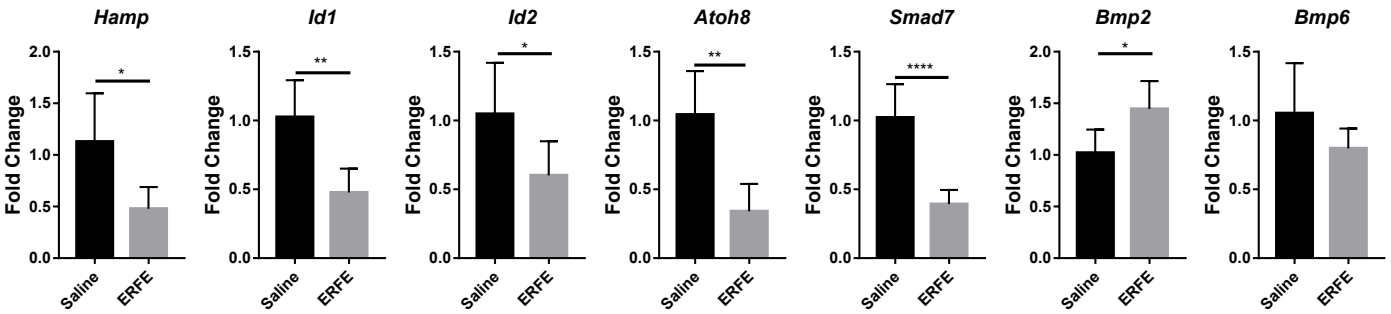 Hamp
Fold Change
2.0
1.5
1.0
0.5
0.0
*
Saline
ERFE
Id1
Fold Change
1.5
1.0
0.5
0.0
**
Saline
ERFE
Id2
Fold Change
1.5
1.0
0.5
0.0
*
Saline
ERFE
Atoh8
Fold Change
1.5
1.0
0.5
0.0
**
Saline
ERFE
Smad7
Fold Change
1.5
1.0
0.5
0.0
****
Saline
ERFE
Bmp2
Fold Change
2.0
1.5
1.0
0.5
0.0
*
Saline
ERFE
Bmp6
Fold Change
1.5
1.0
0.5
0.0
Saline
ERFE